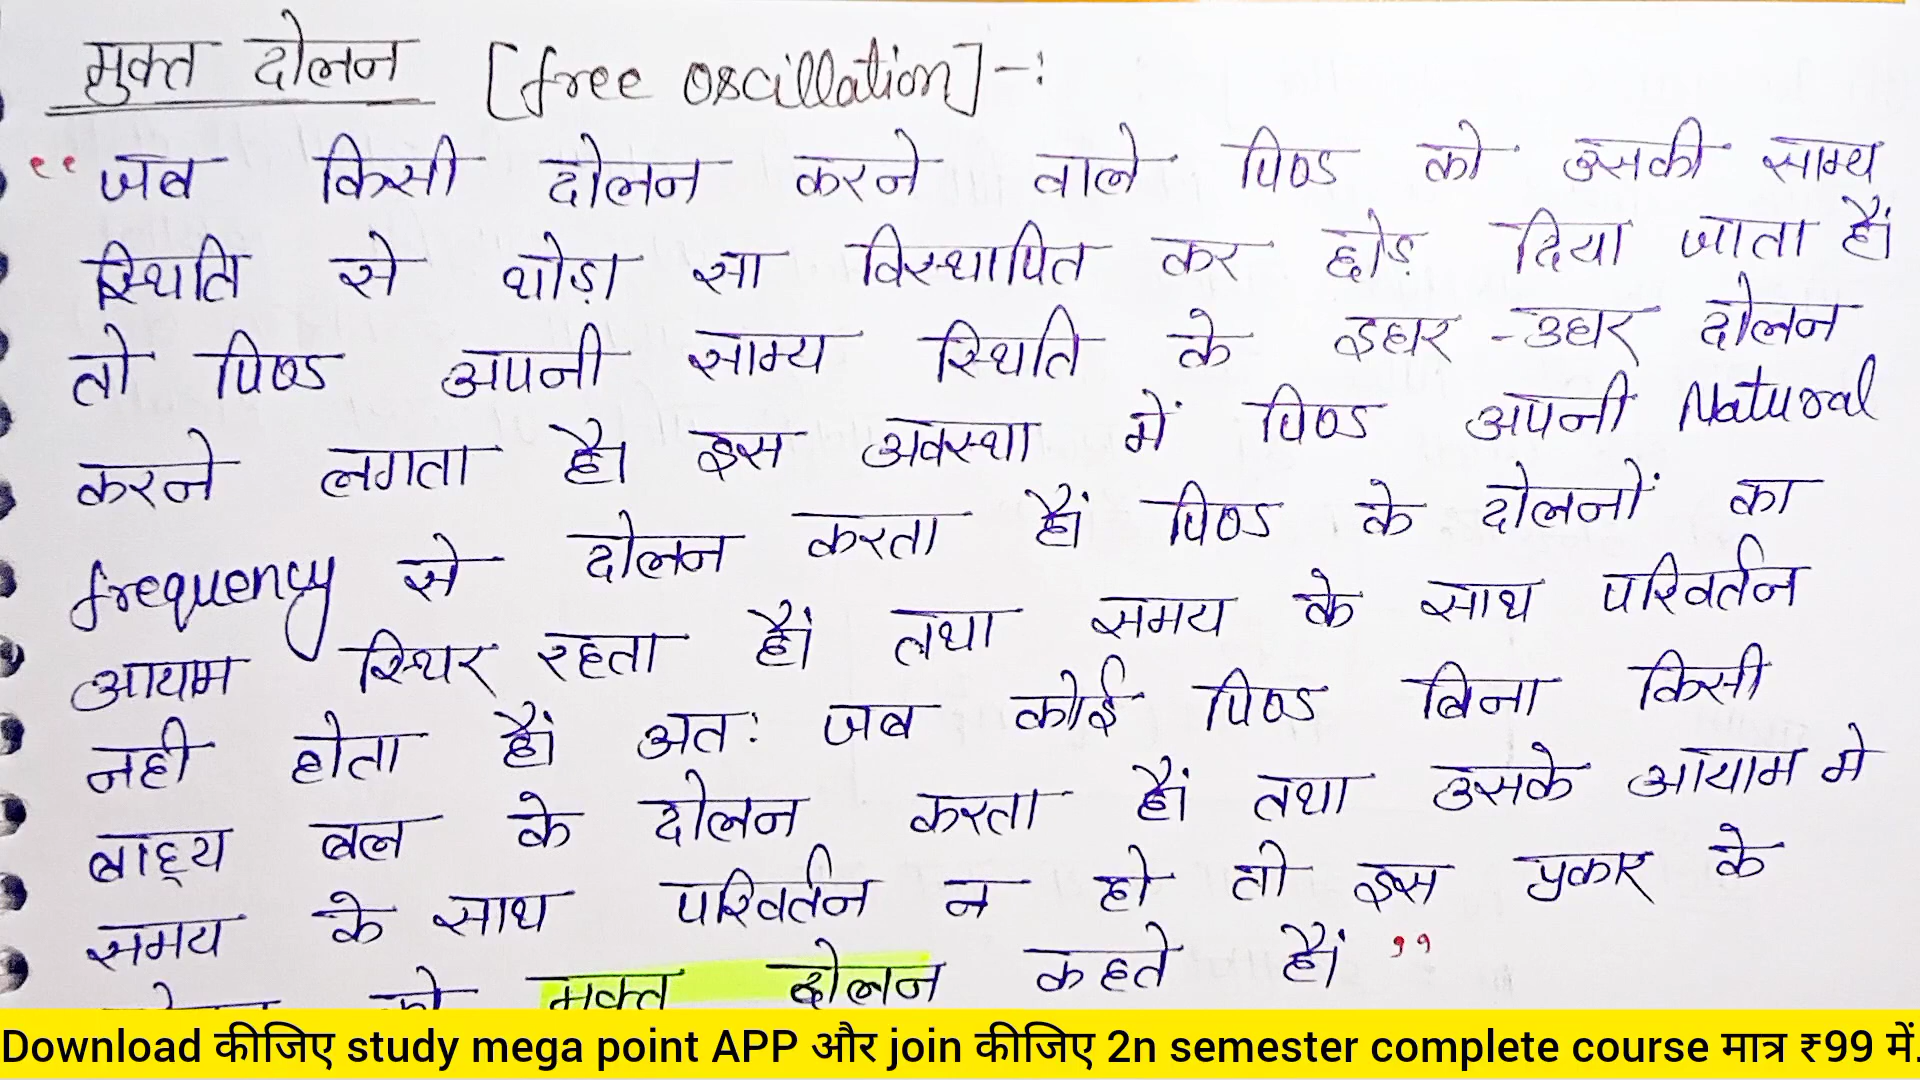 मुक्त दोलन [free oscillation]-:
“जब किसी दोलन करने वाले पिण्ड को उसकी साम्य
स्थिति से थोड़ा सा विस्थापित कर छोड़ दिया जाता हैं
तो पिण्ड अपनी साम्य स्थिति के इधर-उधर दोलन
करने लगता है। इस अवस्था में पिण्ड अपनी Natural
frequency से दोलन करता हैं। पिण्ड के दोलनों का
आयाम स्थिर रहता हैं। तथा समय के साथ परिवर्तन
नही होता हैं। अतः जब कोई पिण्ड बिना किसी
बाह्य बल के दोलन करता हैं। तथा उसके आयाम मे
समय के साथ परिवर्तन न हो तो इस प्रकार के
को मुक्त दोलन कहते हैं।”
Download कीजिए study mega point APP और join कीजिए 2n semester complete course मात्र ₹99 में.